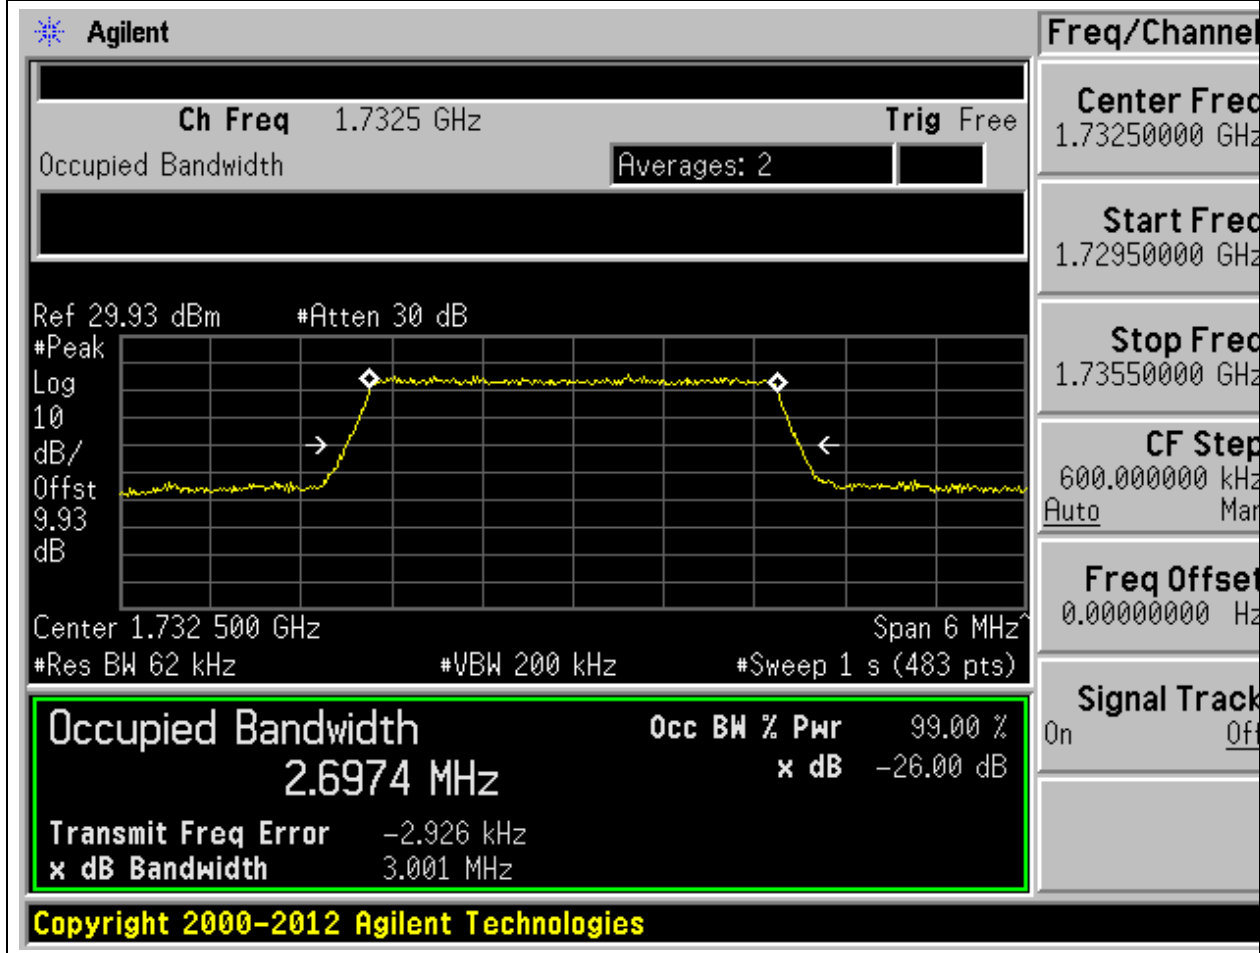 Agilent
Freq/Channel
Ch Freq 1.7325 GHz Trig Free
Occupied Bandwidth Averages: 2
Center Freq
1.73250000 GHz
Start Freq
1.72950000 GHz
Stop Freq
1.73550000 GHz
CF Step
600.000000 kHz
Auto Man
Freq Offset
0.00000000 Hz
Signal Track
On Off
Ref 29.93 dBm #Atten 30 dB
#Peak
Log
10
dB/
Offst
9.93
dB
Center 1.732 500 GHz Span 6 MHz^
#Res BW 62 kHz #VBW 200 kHz #Sweep 1 s (483 pts)
Occupied Bandwidth Occ BW % Pwr 99.00 %
2.6974 MHz x dB -26.00 dB
Transmit Freq Error -2.926 kHz
x dB Bandwidth 3.001 MHz
Copyright 2000-2012 Agilent Technologies